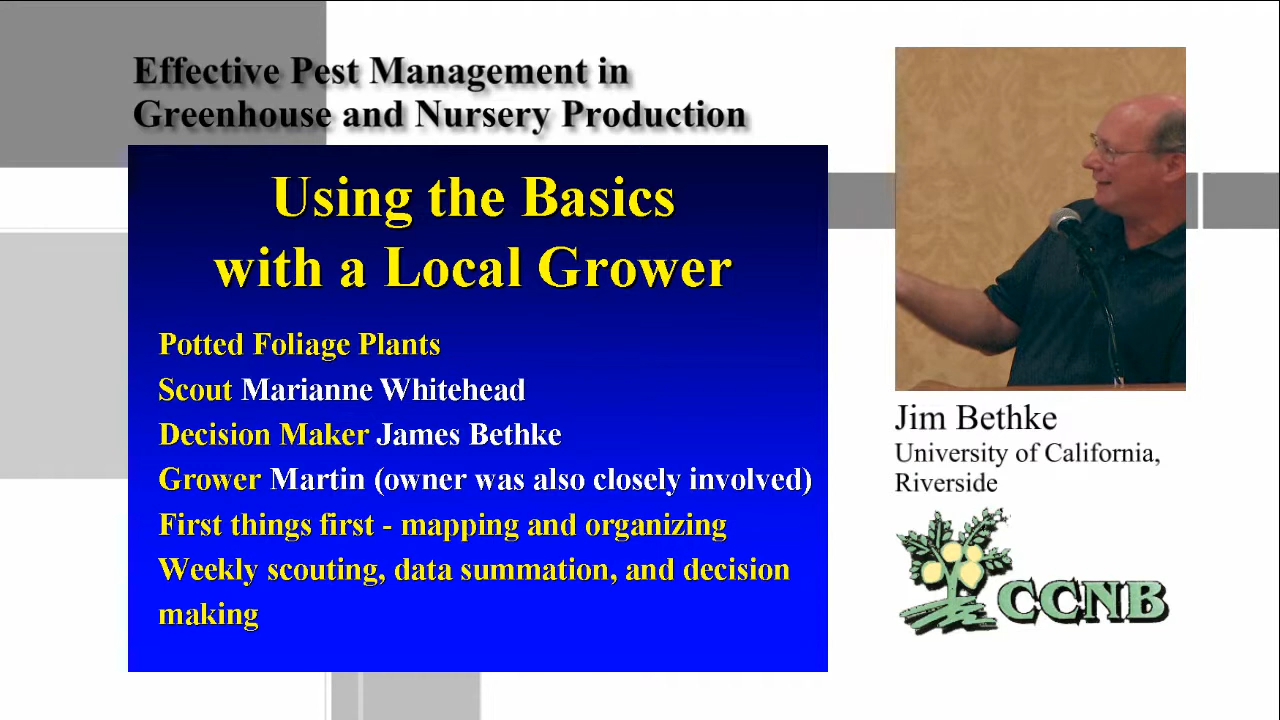 Effective Pest Management in
Greenhouse and Nursery Production
Using the Basics
with a Local Grower
Potted Foliage Plants
Scout Marianne Whitehead
Decision Maker James Bethke
Grower Martin (owner was also closely involved)
First things first - mapping and organizing
Weekly scouting, data summation, and decision
making
Jim Bethke
University of California,
Riverside
CCNB